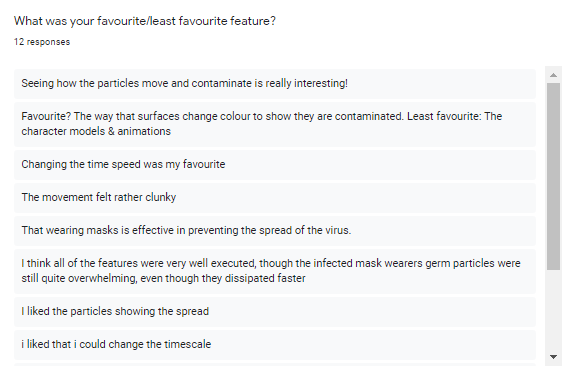 What was your favourite/least favourite feature?
12 responses
Seeing how the particles move and contaminate is really interesting!
Favourite? The way that surfaces change colour to show they are contaminated. Least favourite: The
character models & animations
Changing the time speed was my favourite
The movement felt rather clunky
That wearing masks is effective in preventing the spread of the virus.
I think all of the features were very well executed, though the infected mask wearers germ particles were
still quite overwhelming, even though they dissipated faster
I liked the particles showing the spread
i liked that i could change the timescale